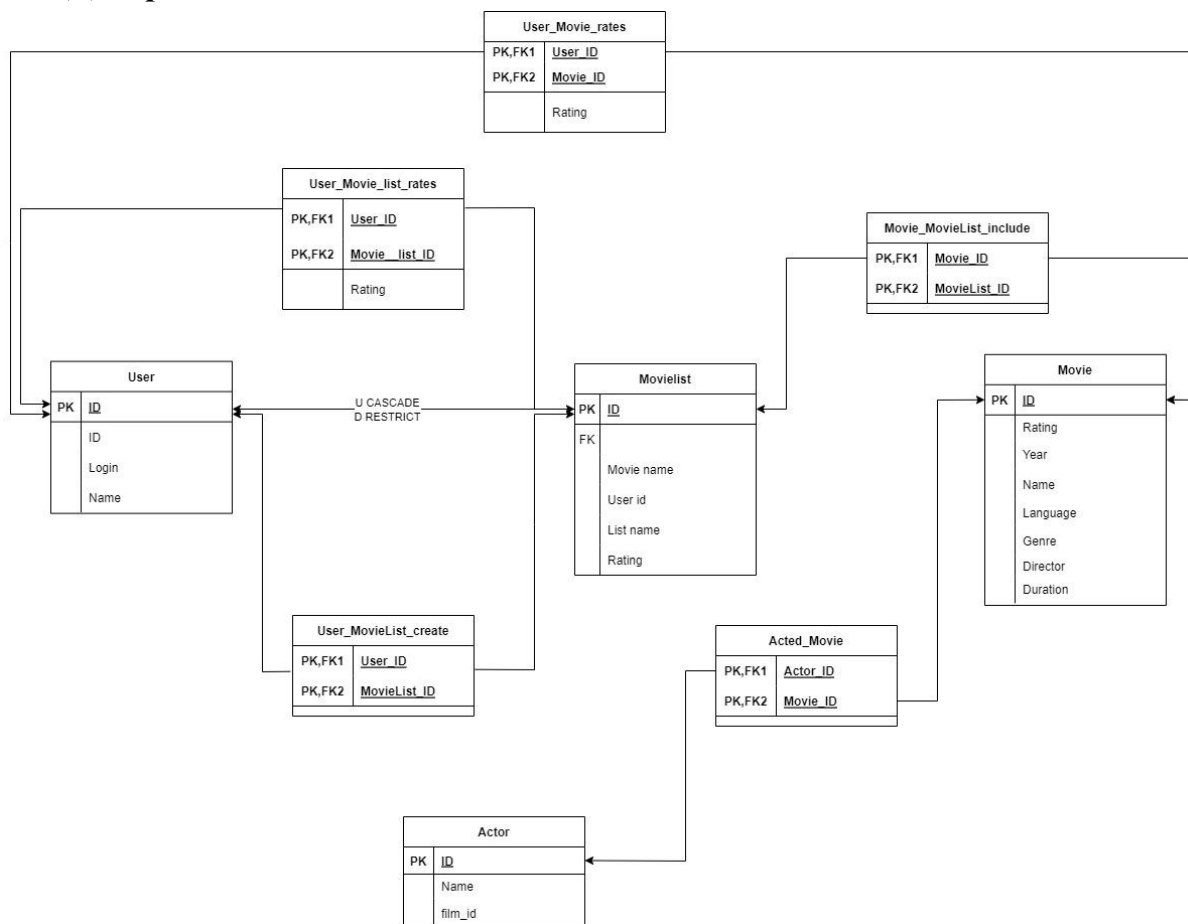 User_Movie_rates
PK,FK1 User_ID
PK,FK2 Movie_ID
Rating
User_Movie_list_rates
PK,FK1 User_ID
PK,FK2 Movie__list_ID
Rating
Movie_MovieList_include
PK,FK1 Movie_ID
PK,FK2 MovieList_ID
User
PK ID
ID
Login
Name
U CASCADE
D RESTRICT
Movielist
PK ID
FK
Movie name
User id
List name
Rating
Movie
PK ID
Rating
Year
Name
Language
Genre
Director
Duration
User_MovieList_create
PK,FK1 User_ID
PK,FK2 MovieList_ID
Acted_Movie
PK,FK1 Actor_ID
PK,FK2 Movie_ID
Actor
PK ID
Name
film_id